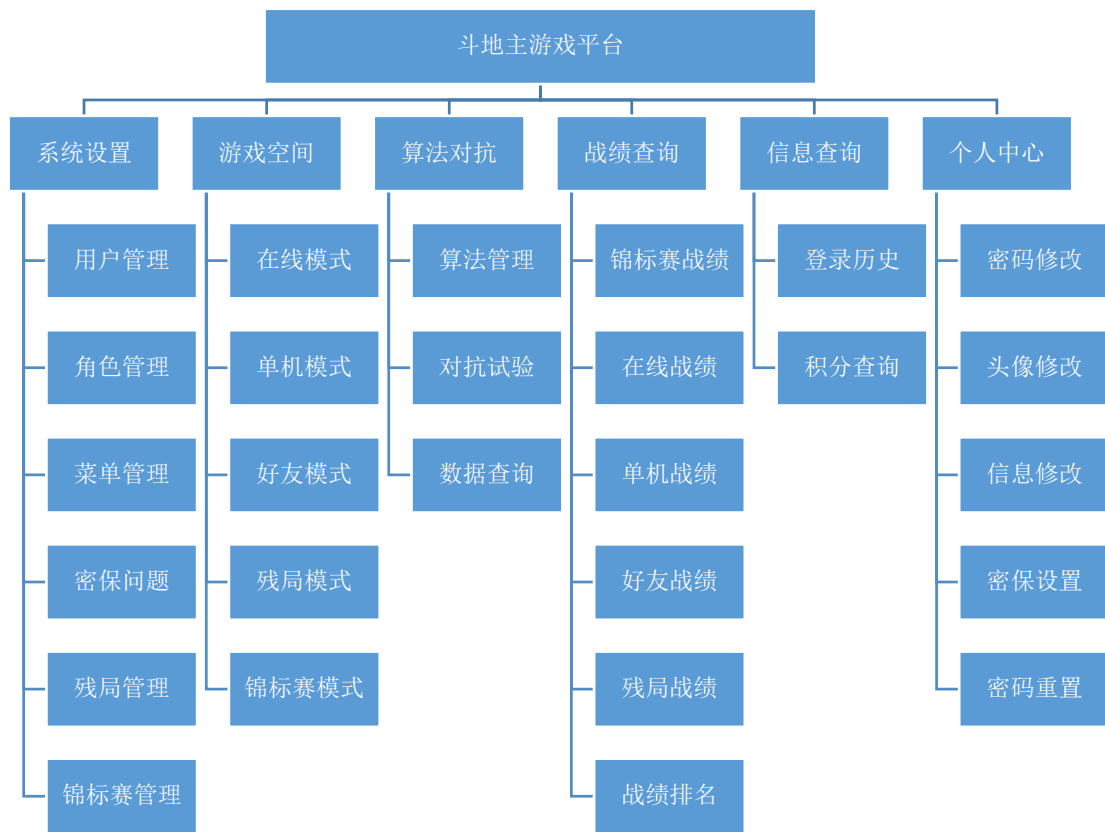 斗地主游戏平台
系统设置
用户管理
角色管理
菜单管理
密保问题
残局管理
锦标赛管理
游戏空间
在线模式
单机模式
好友模式
残局模式
锦标赛模式
算法对抗
算法管理
对抗试验
数据查询
战绩查询
锦标赛战绩
在线战绩
单机战绩
好友战绩
残局战绩
战绩排名
信息查询
登录历史
积分查询
个人中心
密码修改
头像修改
信息修改
密保设置
密码重置